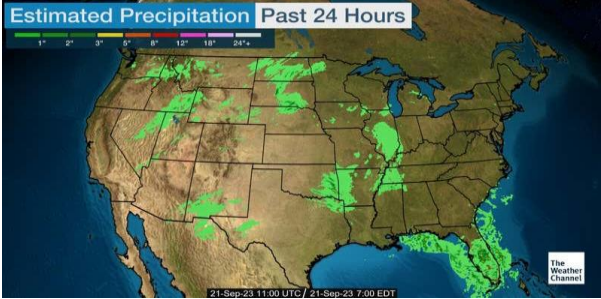 Estimated Precipitation Past 24 Hours
1" 2" 3" 5" 8" 12" 18" 24"+
The
Weather
Channel
21-Sep-23 11:00 UTC / 21-Sep-23 7:00 EDT